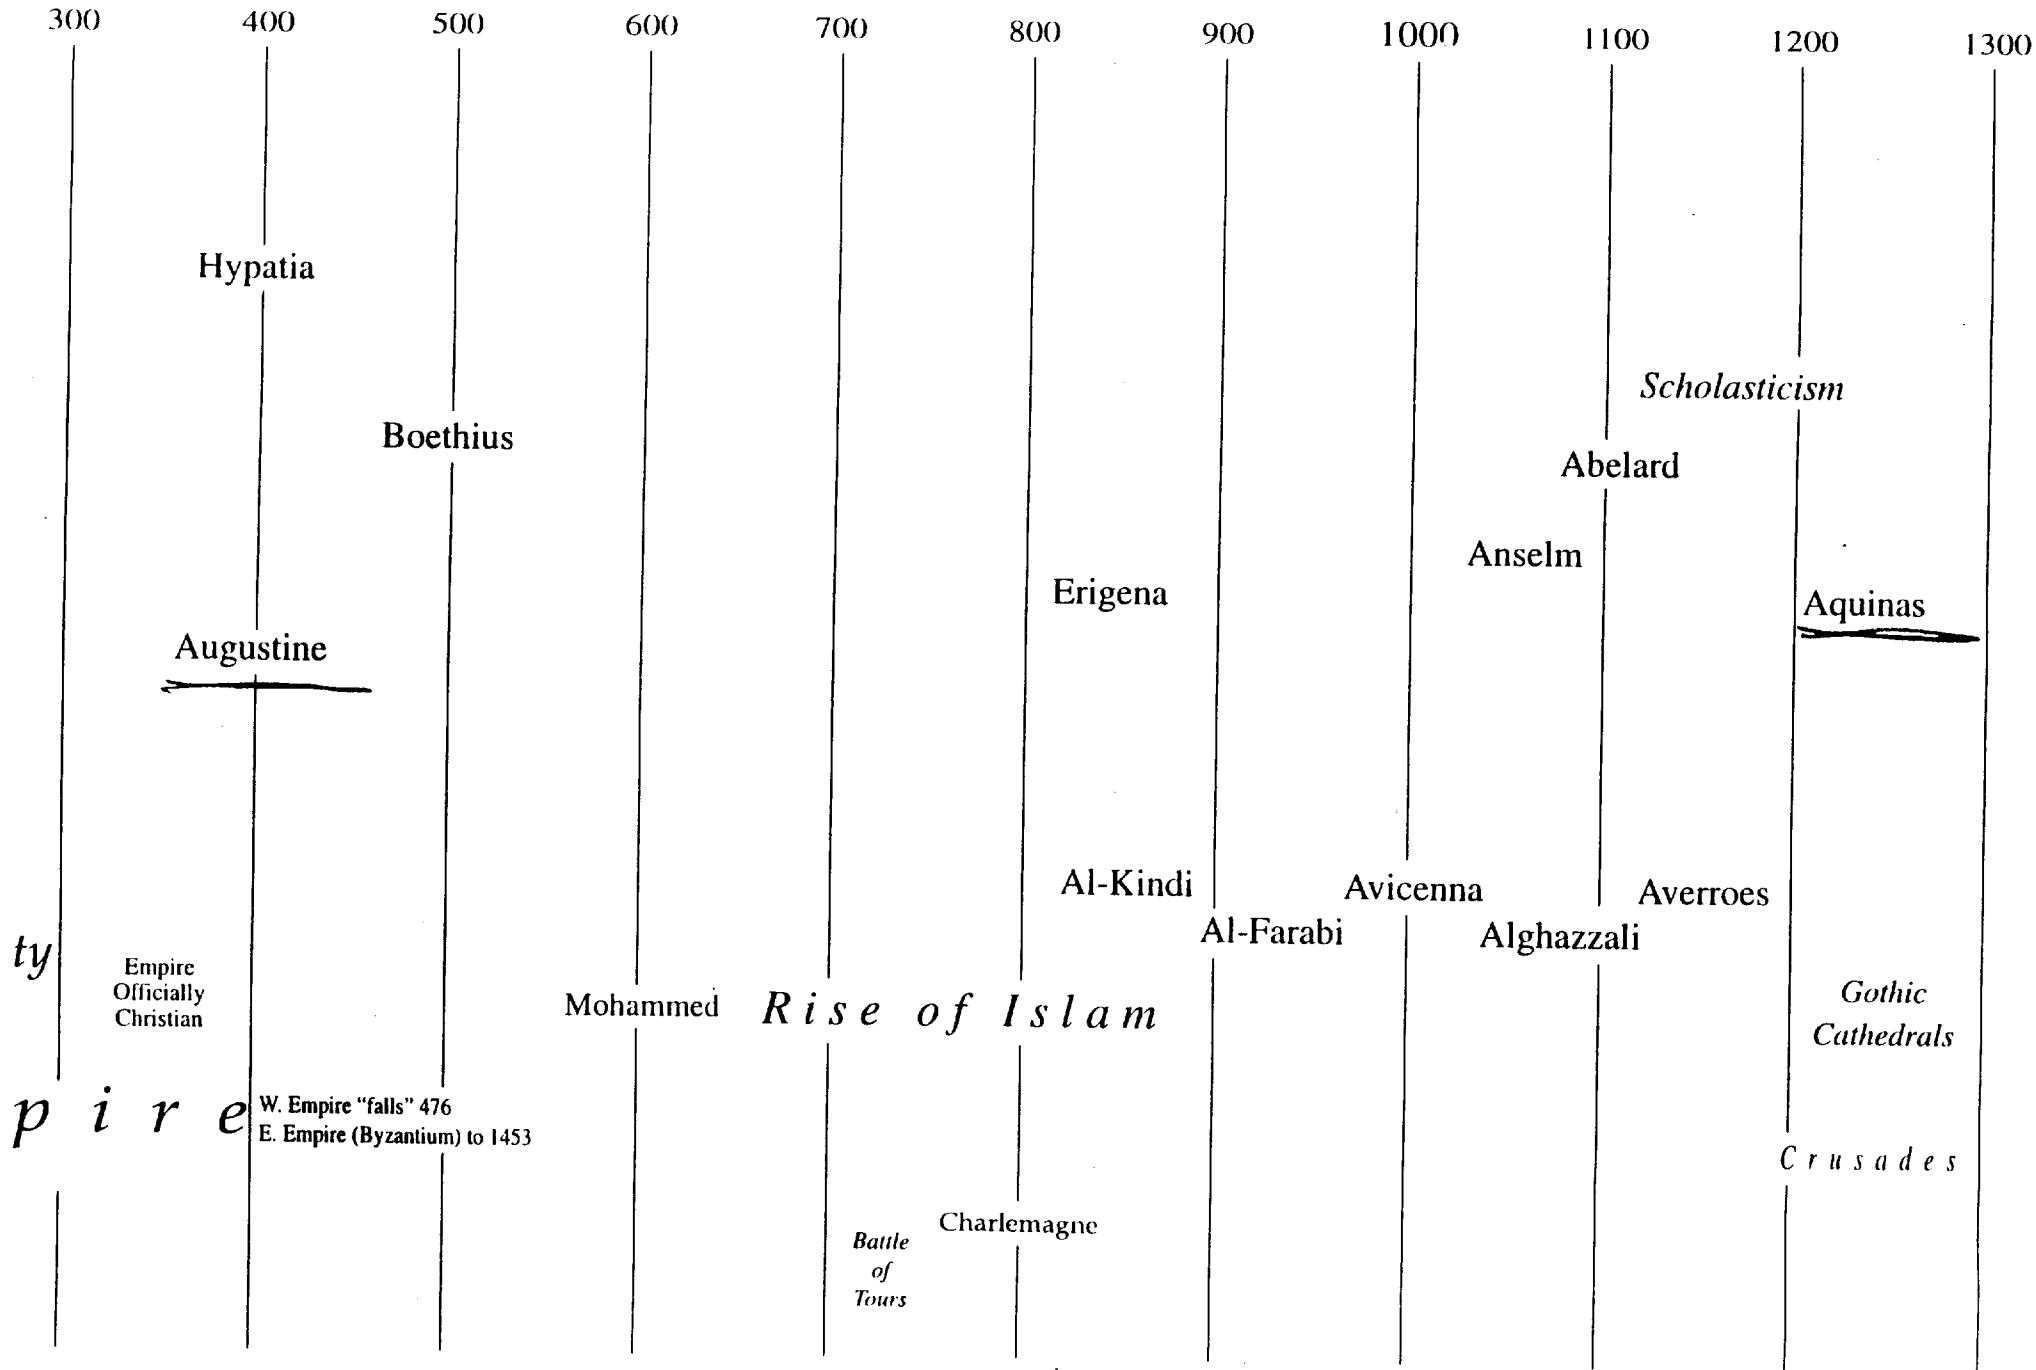 300 400 500 600 700 800 900 1000 1100 1200 1300
Hypatia
Scholasticism
Boethius
Abelard
Anselm
Erigena
Aquinas
Augustine
Al-Kindi
Avicenna
Averroes
Al-Farabi
Alghazzali
ty
Empire
Officially
Christian
Mohammed
Rise of Islam
Gothic
Cathedrals
pire
W. Empire "falls" 476
E. Empire (Byzantium) to 1453
Crusades
Charlemagne
Battle
of
Tours